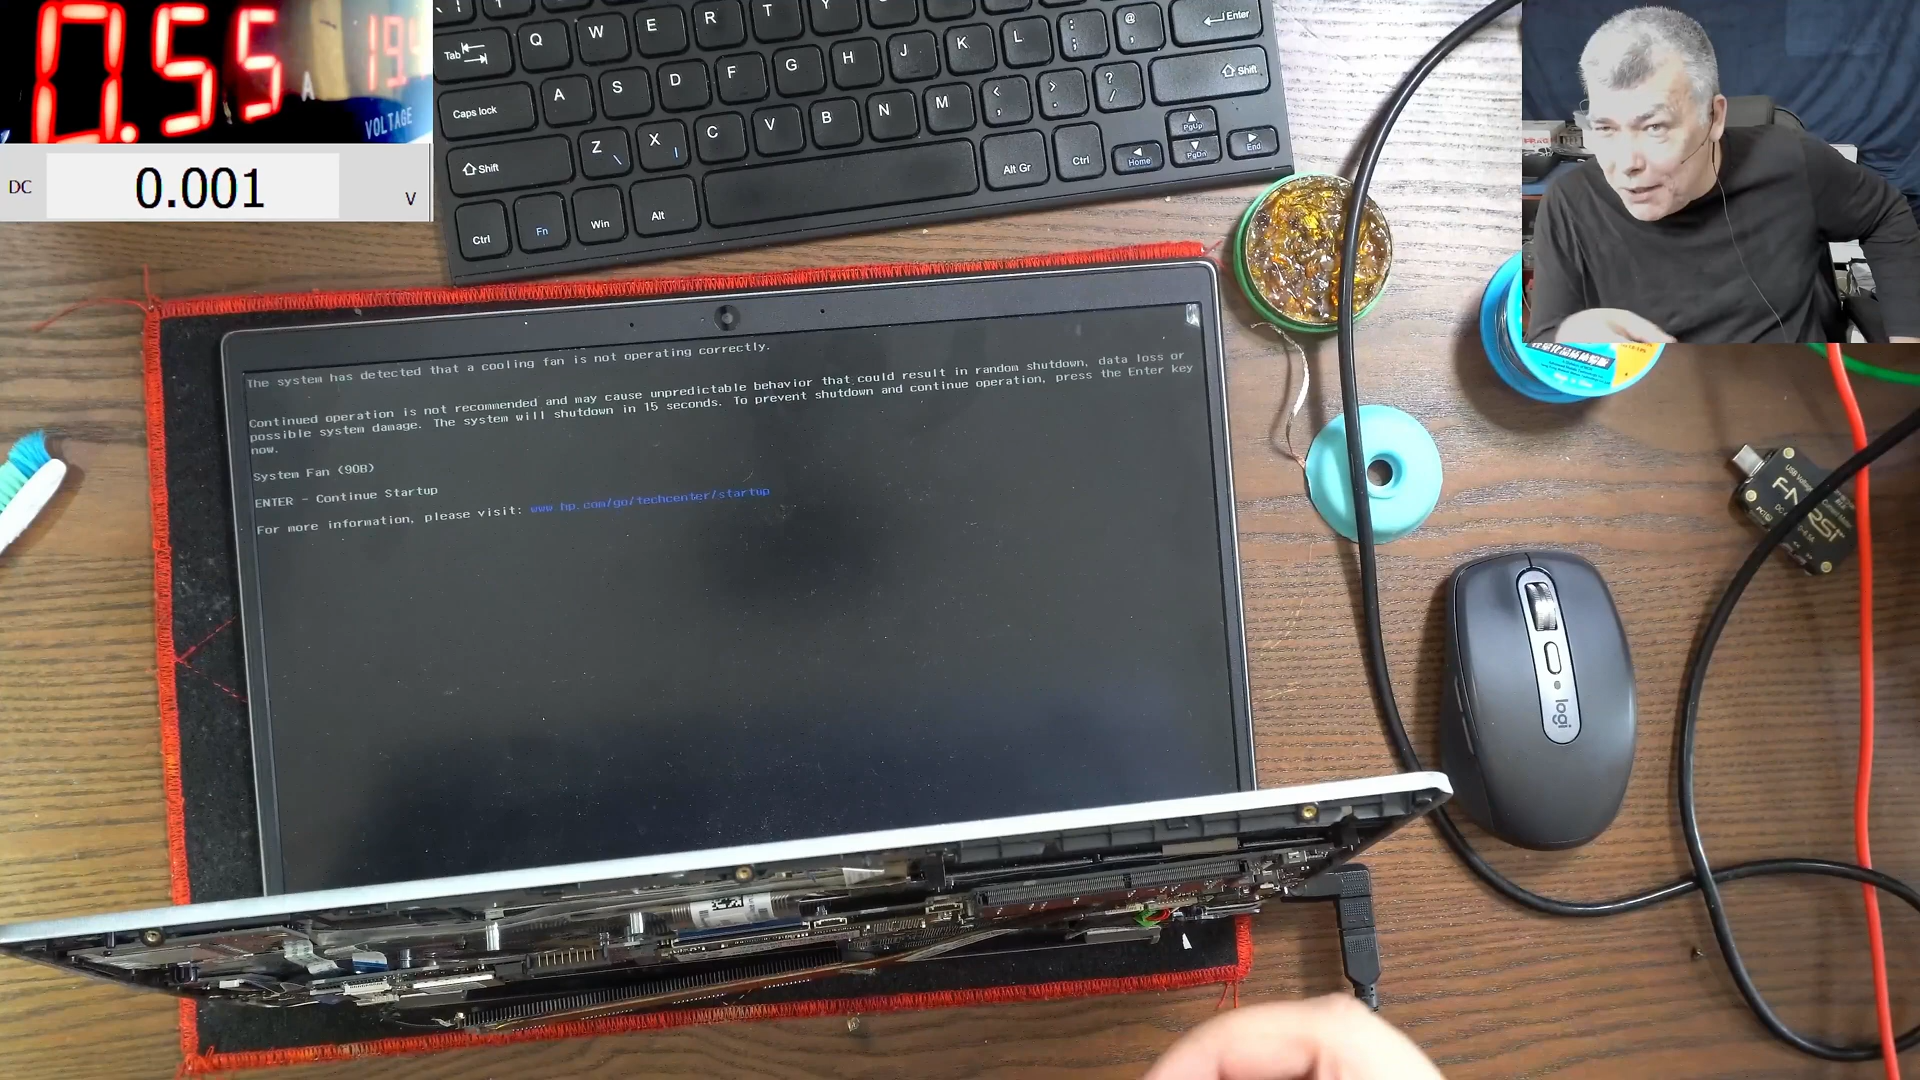 0.55 A 19.4
VOLTAGE
DC 0.001 V
Tab Q W E R T Y H J K L : ; @ Enter
Caps lock A S D F G
Shift Z X C V B N M < , > . ? / Shift
Ctrl Fn Win Alt Alt Gr Ctrl Home PgUp PgDn End
The system has detected that a cooling fan is not operating correctly.
Continued operation is not recommended and may cause unpredictable behavior that could result in random shutdown, data loss or
possible system damage. The system will shutdown in 15 seconds. To prevent shutdown and continue operation, press the Enter key
now.
System Fan (90B)
ENTER - Continue Startup
For more information, please visit: www.hp.com/go/techcenter/startup
logi
FRAG